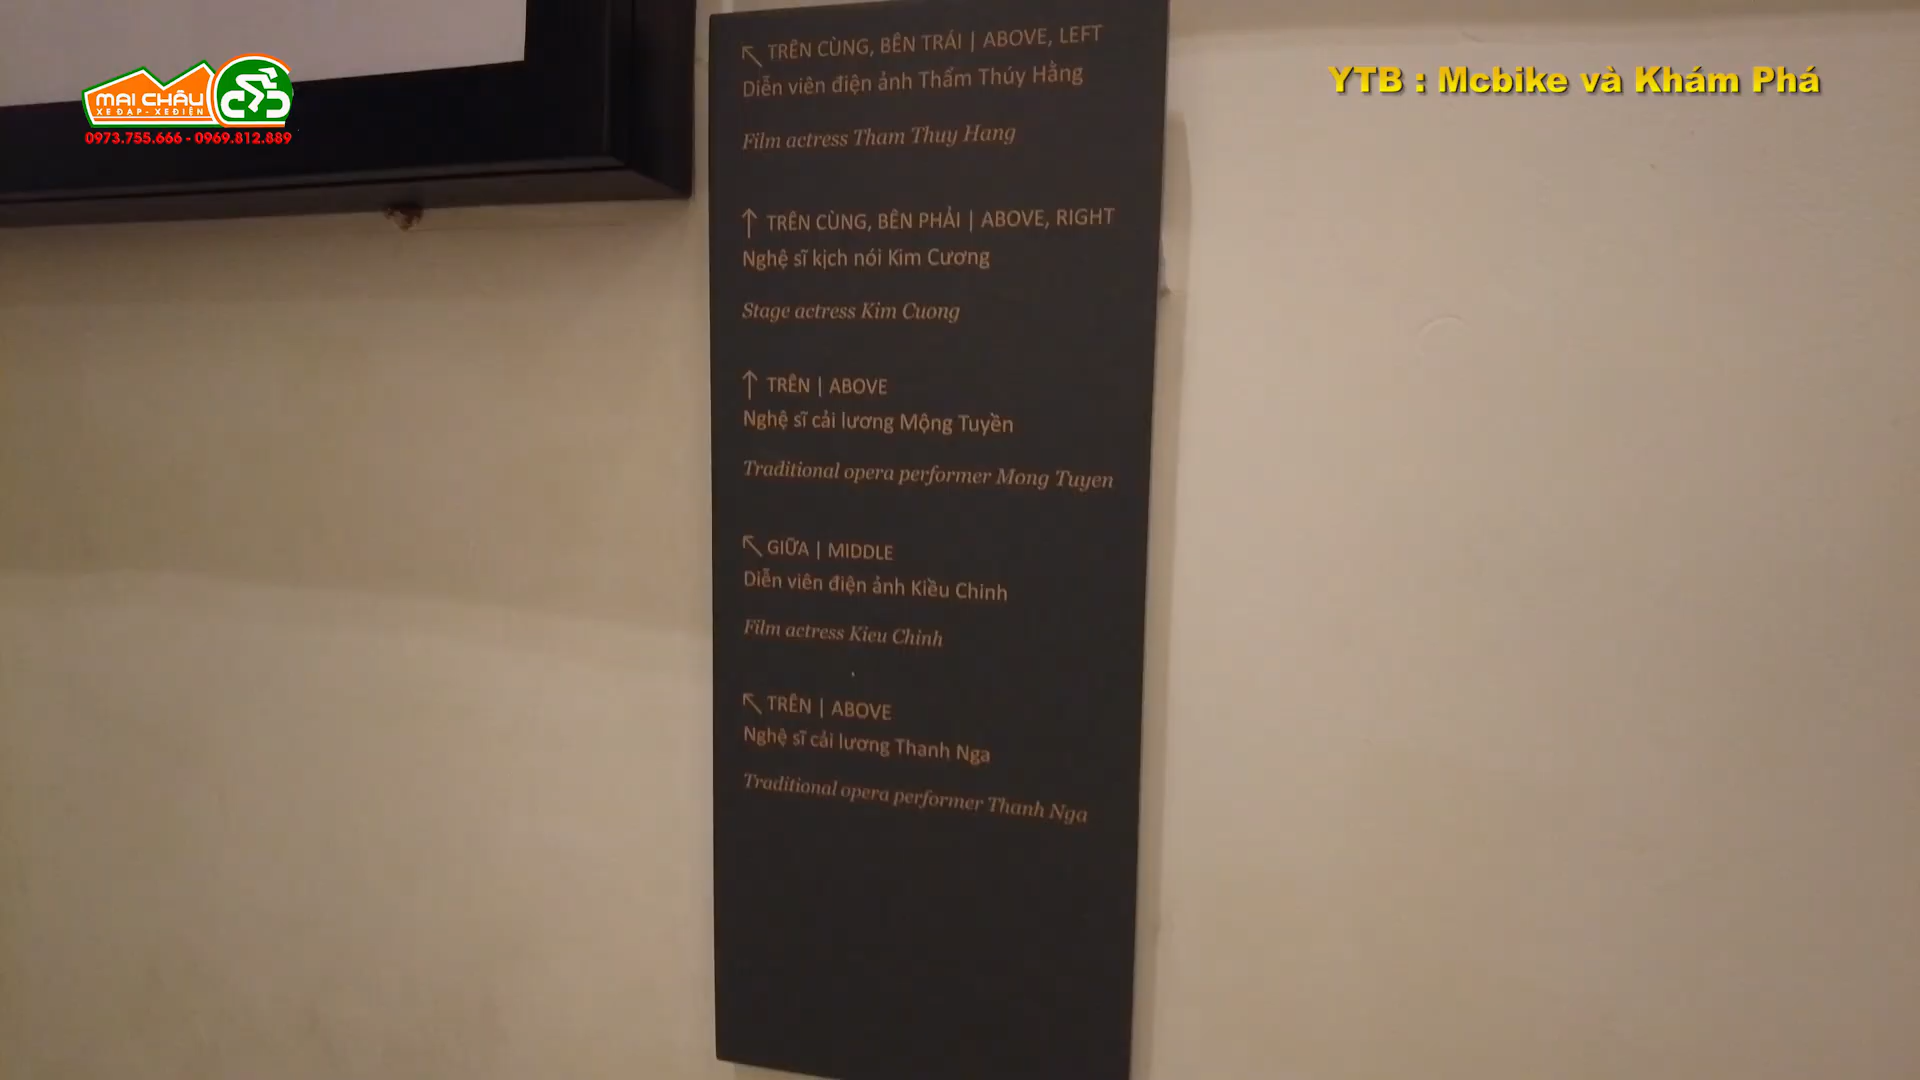 MAI CHÂU
XE ĐẠP - XE ĐIỆN
0973.755.666 - 0969.812.889
YTB : Mcbike và Khám Phá
↖ TRÊN CÙNG, BÊN TRÁI | ABOVE, LEFT
Diễn viên điện ảnh Thẩm Thúy Hằng
Film actress Tham Thuy Hang
↑ TRÊN CÙNG, BÊN PHẢI | ABOVE, RIGHT
Nghệ sĩ kịch nói Kim Cương
Stage actress Kim Cuong
↑ TRÊN | ABOVE
Nghệ sĩ cải lương Mộng Tuyền
Traditional opera performer Mong Tuyen
↖ GIỮA | MIDDLE
Diễn viên điện ảnh Kiều Chinh
Film actress Kieu Chinh
↖ TRÊN | ABOVE
Nghệ sĩ cải lương Thanh Nga
Traditional opera performer Thanh Nga